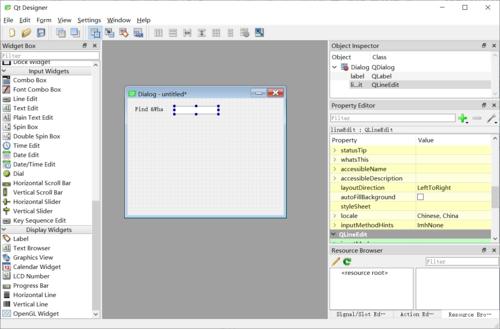 Qt Designer
File Edit Form View Settings Window Help
Widget Box
Filter
Dock Widget
Input Widgets
Combo Box
Font Combo Box
Line Edit
Text Edit
Plain Text Edit
Spin Box
Double Spin Box
Time Edit
Date Edit
Date/Time Edit
Dial
Horizontal Scroll Bar
Vertical Scroll Bar
Horizontal Slider
Vertical Slider
Key Sequence Edit
Display Widgets
Label
Text Browser
Graphics View
Calendar Widget
LCD Number
Progress Bar
Horizontal Line
Vertical Line
OpenGL Widget
Dialog - untitled*
Find &Wha
Object Inspector
Filter
Object Class
Dialog QDialog
label QLabel
li...it QLineEdit
Property Editor
Filter
lineEdit : QLineEdit
Property Value
statusTip
whatsThis
accessibleName
accessibleDescription
layoutDirection LeftToRight
autoFillBackground
styleSheet
locale Chinese, China
inputMethodHints ImhNone
QLineEdit
Resource Browser
Filter
<resource root>
Signal/Slot Ed⋯ Action Ed⋯ Resource Bro⋯